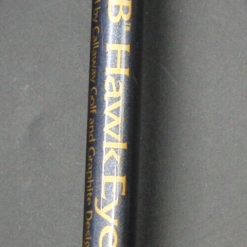 B" Hawk Eye
by Callaway Golf and Graphite Design